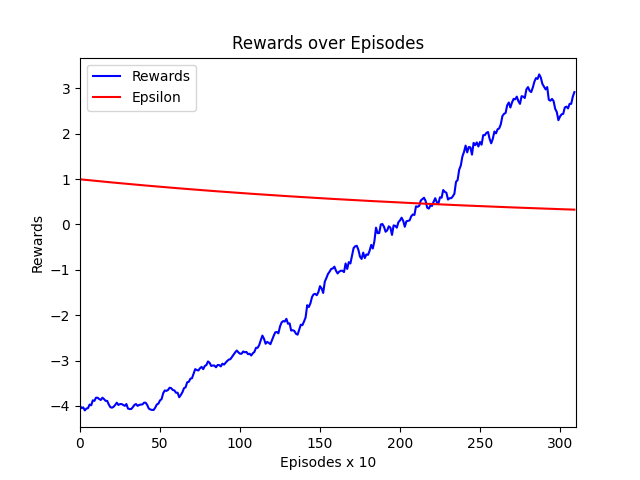 Rewards over Episodes
Rewards
Epsilon
3
2
1
0
−1
−2
−3
−4
Rewards
0 50 100 150 200 250 300
Episodes x 10